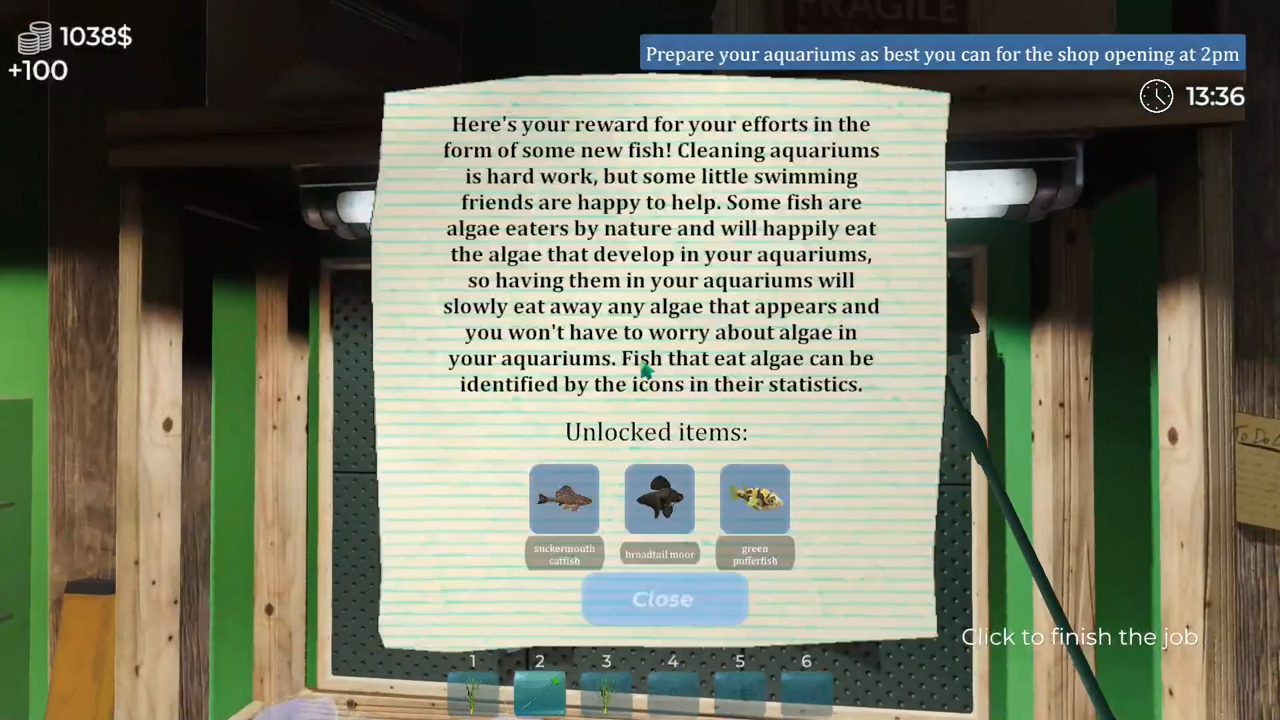 1038$
+100
FRAGILE
Prepare your aquariums as best you can for the shop opening at 2pm
13:36
Here's your reward for your efforts in the
form of some new fish! Cleaning aquariums
is hard work, but some little swimming
friends are happy to help. Some fish are
algae eaters by nature and will happily eat
the algae that develop in your aquariums,
so having them in your aquariums will
slowly eat away any algae that appears and
you won't have to worry about algae in
your aquariums. Fish that eat algae can be
identified by the icons in their statistics.
Unlocked items:
suckermouth
catfish
broadtail moor
green
pufferfish
Close
To Do
Click to finish the job
1 2 3 4 5 6